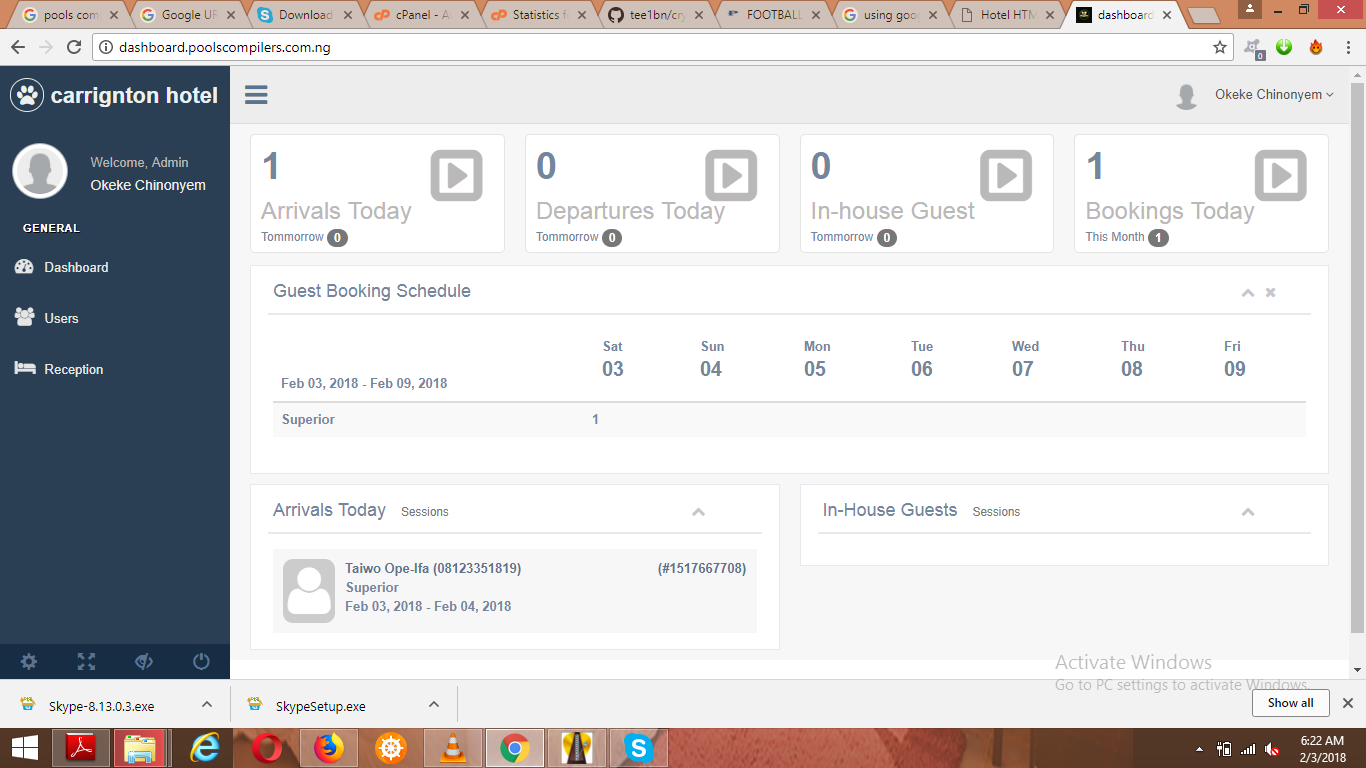 pools com
Google UR
Download
cPanel - A
Statistics f
tee1bn/cry
FOOTBALL
using goo
Hotel HTM
dashboard
dashboard.poolscompilers.com.ng
0
carrignton hotel
Okeke Chinonyem
Welcome, Admin
Okeke Chinonyem
GENERAL
Dashboard
Users
Reception
1
Arrivals Today
Tommorrow 0
0
Departures Today
Tommorrow 0
0
In-house Guest
Tommorrow 0
1
Bookings Today
This Month 1
Guest Booking Schedule
Sat Sun Mon Tue Wed Thu Fri
03 04 05 06 07 08 09
Feb 03, 2018 - Feb 09, 2018
Superior 1
Arrivals Today Sessions
Taiwo Ope-Ifa (08123351819) (#1517667708)
Superior
Feb 03, 2018 - Feb 04, 2018
In-House Guests Sessions
Activate Windows
Go to PC settings to activate Windows.
Skype-8.13.0.3.exe
SkypeSetup.exe
Show all
6:22 AM
2/3/2018